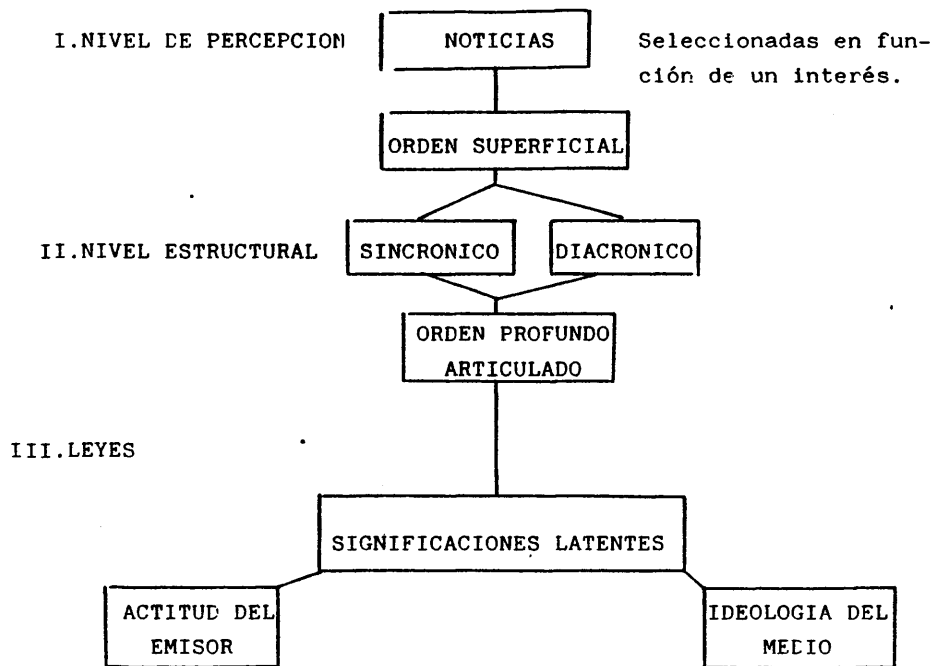 I.NIVEL DE PERCEPCION
NOTICIAS
Seleccionadas en fun-
ción de un interés.
ORDEN SUPERFICIAL
II.NIVEL ESTRUCTURAL
SINCRONICO
DIACRONICO
ORDEN PROFUNDO
ARTICULADO
III.LEYES
SIGNIFICACIONES LATENTES
ACTITUD DEL
EMISOR
IDEOLOGIA DEL
MEDIO